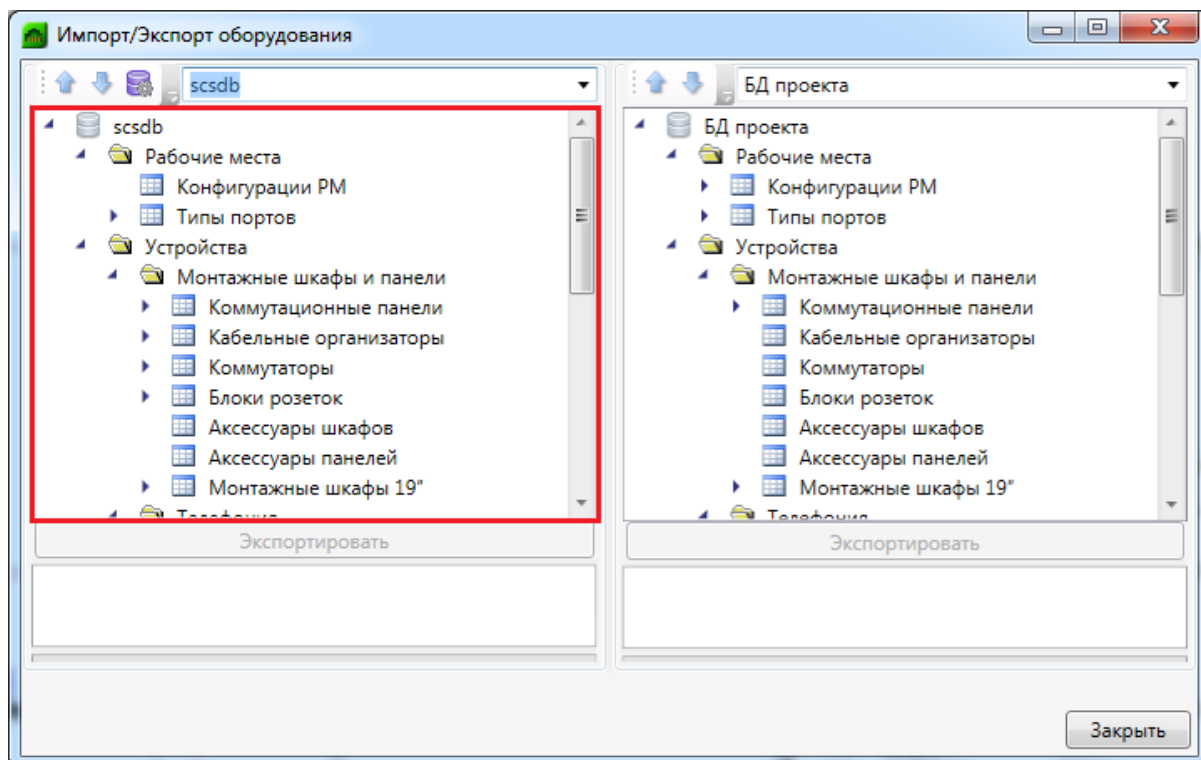 Импорт/Экспорт оборудования
scsdb
scsdb
Рабочие места
Конфигурации РМ
Типы портов
Устройства
Монтажные шкафы и панели
Коммутационные панели
Кабельные организаторы
Коммутаторы
Блоки розеток
Аксессуары шкафов
Аксессуары панелей
Монтажные шкафы 19"
Телефония
Экспортировать
БД проекта
БД проекта
Рабочие места
Конфигурации РМ
Типы портов
Устройства
Монтажные шкафы и панели
Коммутационные панели
Кабельные организаторы
Коммутаторы
Блоки розеток
Аксессуары шкафов
Аксессуары панелей
Монтажные шкафы 19"
Телефония
Экспортировать
Закрыть